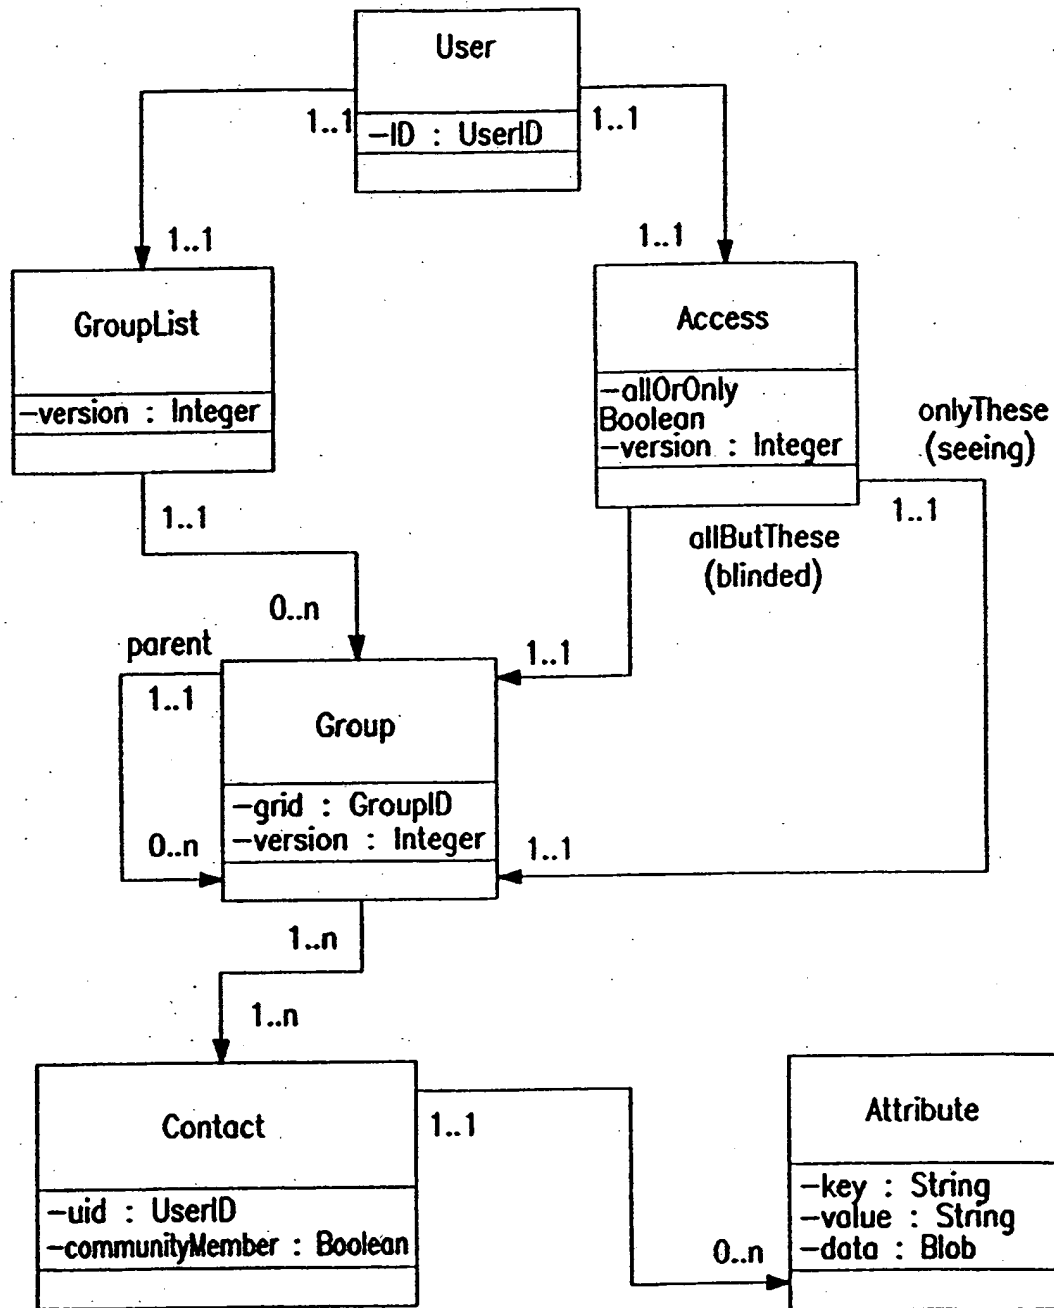 User
1..1
-ID : UserID
1..1
1..1
1..1
GroupList
-version : Integer
Access
-allOrOnly
Boolean
-version : Integer
onlyThese
(seeing)
1..1
1..1
allButThese
(blinded)
0..n
parent
1..1
1..1
Group
-grid : GroupID
-version : Integer
0..n
1..1
1..n
1..n
Contact
-uid : UserID
-communityMember : Boolean
1..1
Attribute
-key : String
-value : String
-data : Blob
0..n